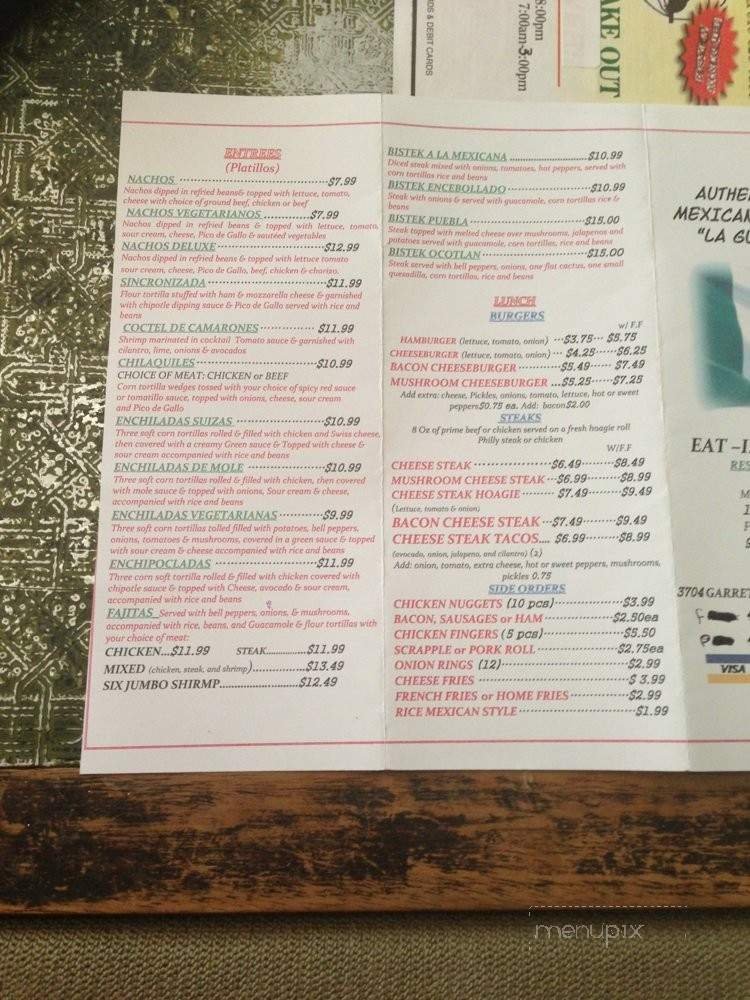 8:00pm
7:00am-3:00pm
DS & DEBIT CARDS
AKE OUT
ENTREES
(Platillos)
NACHOS ...$7.99
Nachos dipped in refried beans& topped with lettuce, tomato,
cheese with choice of ground beef, chicken or beef
NACHOS VEGETARIANOS ...$7.99
Nachos dipped in refried beans & topped with lettuce, tomato,
sour cream, cheese, Pico de Gallo & sautéed vegetables
NACHOS DELUXE ...$12.99
Nachos dipped in refried beans & topped with lettuce tomato
sour cream, cheese, Pico de Gallo, beef, chicken & chorizo.
SINCRONIZADA ...$11.99
Flour tortilla stuffed with ham & mozzarella cheese & garnished
with chipotle dipping sauce & Pico de Gallo served with rice and
beans
COCTEL DE CAMARONES ... $11.99
Shrimp marinated in cocktail Tomato sauce & garnished with
cilantro, lime, onions & avocados
CHILAQUILES ...$10.99
CHOICE OF MEAT: CHICKEN or BEEF
Corn tortilla wedges tossed with your choice of spicy red sauce
or tomatillo sauce, topped with onions, cheese, sour cream
and Pico de Gallo
ENCHILADAS SUIZAS ...$10.99
Three soft corn tortillas rolled & filled with chicken and Swiss cheese,
then covered with a creamy Green sauce & Topped with cheese &
sour cream accompanied with rice and beans
ENCHILADAS DE MOLE ...$10.99
Three soft corn tortillas rolled & filled with chicken, then covered
with mole sauce & topped with onions, Sour cream & cheese,
accompanied with rice and beans
ENCHILADAS VEGETARIANAS ...$9.99
Three soft corn tortillas tolled filled with potatoes, bell peppers,
onions, tomatoes & mushrooms, covered in a green sauce & topped
with sour cream & cheese accompanied with rice and beans
ENCHIPOCLADAS ...$11.99
Three corn soft tortilla rolled & filled with chicken covered with
chipotle sauce & topped with Cheese, avocado & sour cream,
accompanied with rice and beans
FAJITAS Served with bell peppers, onions, & mushrooms,
accompanied with rice, beans, and Guacamole & flour tortillas with
your choice of meat:
CHICKEN...$11.99 STEAK...$11.99
MIXED (chicken, steak, and shrimp)...$13.49
SIX JUMBO SHIRMP...$12.49
BISTEK A LA MEXICANA ...$10.99
Diced steak mixed with onions, tomatoes, hot peppers, served with
corn tortillas rice and beans
BISTEK ENCEBOLLADO ...$10.99
Steak with onions & served with guacamole, corn tortillas rice &
beans
BISTEK PUEBLA ...$15.00
Steak topped with melted cheese over mushrooms, jalapenos and
potatoes served with guacamole, corn tortillas, rice and beans
BISTEK OCOTLAN ...$15.00
Steak served with bell peppers, onions, one flat cactus, one small
quesadilla, corn tortillas, rice and beans
LUNCH
BURGERS
w/ F.F
HAMBURGER (lettuce, tomato, onion) ...$3.75... $5.75
CHEESEBURGER (lettuce, tomato, onion) ... $4.25...$6.25
BACON CHEESEBURGER ...$5.49... $7.49
MUSHROOM CHEESEBURGER ...$5.25...$7.25
Add extra: cheese, Pickles, onions, tomato, lettuce, hot or sweet
peppers$0.75 ea. Add: bacon$2.00
STEAKS
8 Oz of prime beef or chicken served on a fresh hoagie roll
Philly steak or chicken
W/F.F
CHEESE STEAK ...$6.49...$8.49
MUSHROOM CHEESE STEAK ...$6.99...$8.99
CHEESE STEAK HOAGIE ... $7.49...$9.49
(Lettuce, tomato & onion)
BACON CHEESE STEAK ...$7.49...$9.49
CHEESE STEAK TACOS.... $6.99...$8.99
(avocado, onion, jalapeno, and cilantro) (2)
Add: onion, tomato, extra cheese, hot or sweet peppers, mushrooms,
pickles 0.75
SIDE ORDERS
CHICKEN NUGGETS (10 pcs)...$3.99
BACON, SAUSAGES or HAM ...$2.50ea
CHICKEN FINGERS (5 pcs)...$5.50
SCRAPPLE or PORK ROLL ...$2.75ea
ONION RINGS (12)...$2.99
CHEESE FRIES ...$ 3.99
FRENCH FRIES or HOME FRIES ...$2.99
RICE MEXICAN STYLE ...$1.99
AUTHE
MEXICAN
"LA GU
EAT -I
RES
3704 GARRET
VISA
menupix